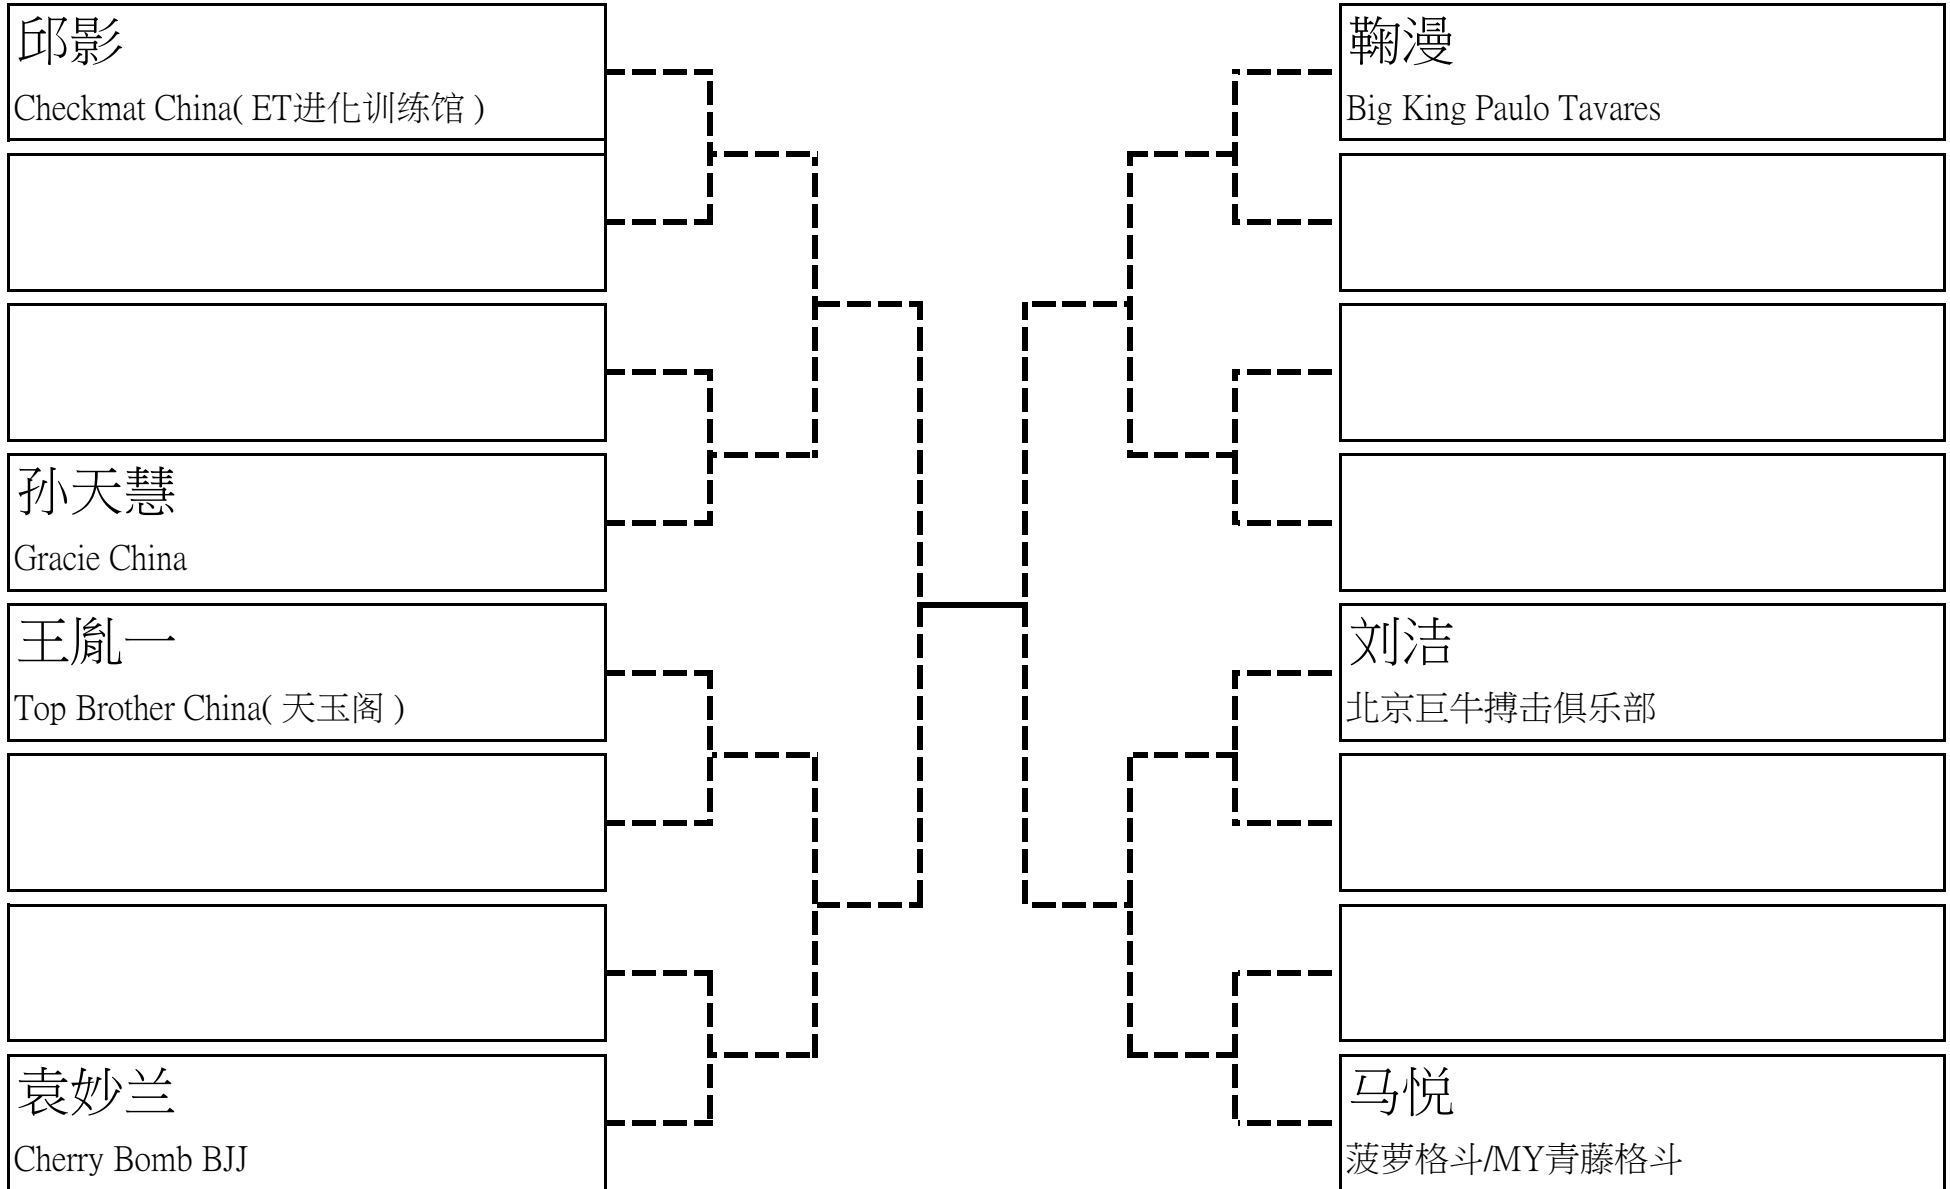 邱影
Checkmat China( ET进化训练馆 )
孙天慧
Gracie China
王胤一
Top Brother China( 天玉阁 )
袁妙兰
Cherry Bomb BJJ
鞠漫
Big King Paulo Tavares
刘洁
北京巨牛搏击俱乐部
马悦
菠萝格斗/MY青藤格斗